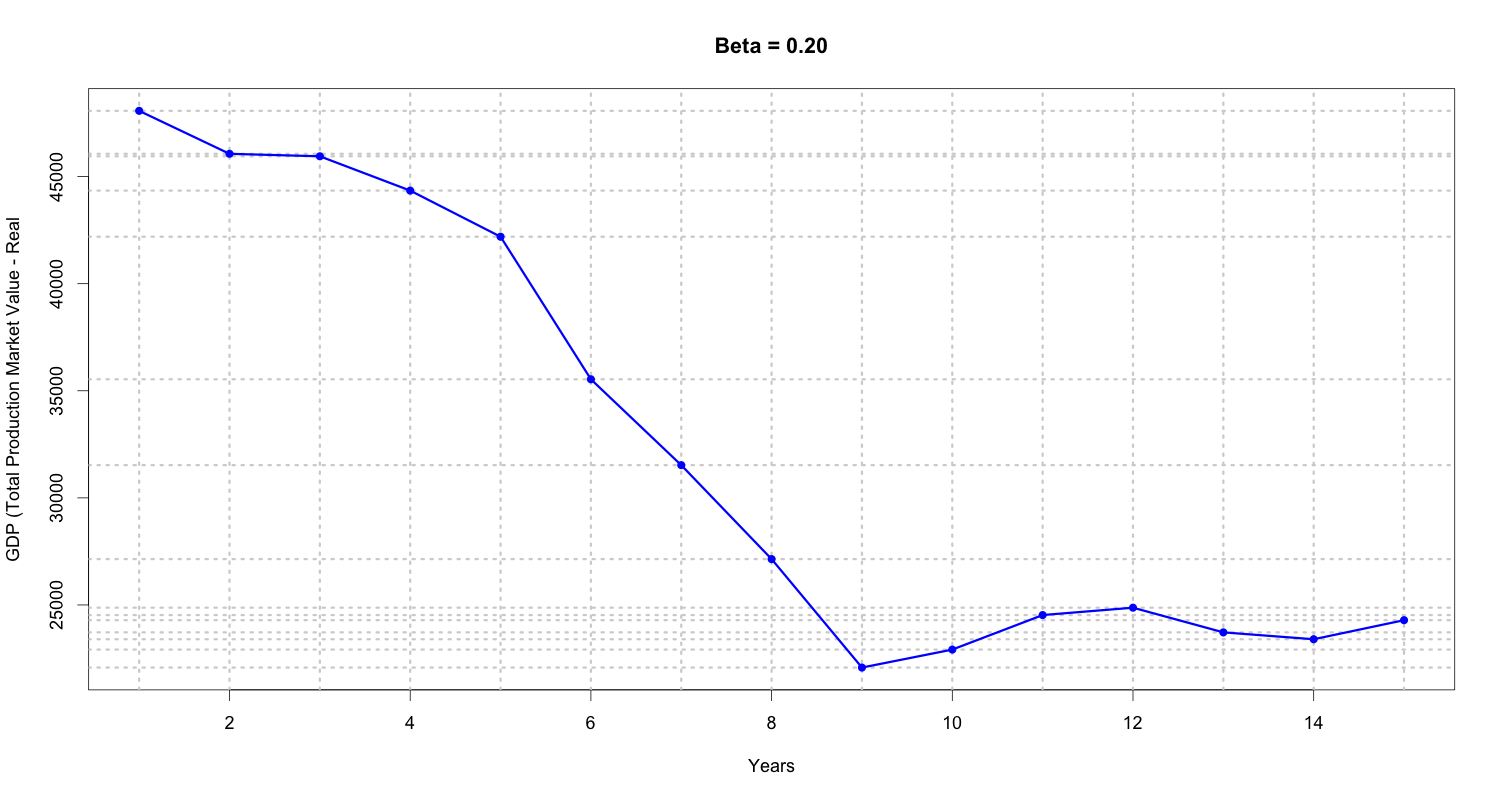 Beta = 0.20
GDP (Total Production Market Value - Real
45000
40000
35000
30000
25000
2 4 6 8 10 12 14
Years